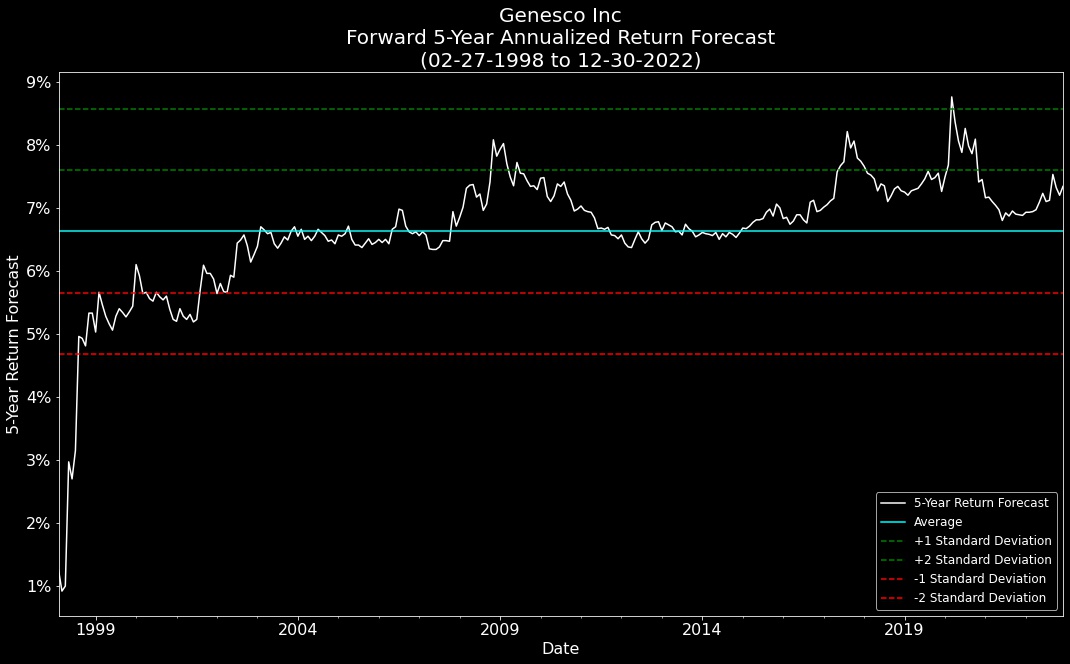 Genesco Inc
Forward 5-Year Annualized Return Forecast
(02-27-1998 to 12-30-2022)
9%
8%
7%
6%
5%
4%
3%
2%
1%
5-Year Return Forecast
1999
2004
2009
2014
2019
Date
5-Year Return Forecast
Average
+1 Standard Deviation
+2 Standard Deviation
-1 Standard Deviation
-2 Standard Deviation